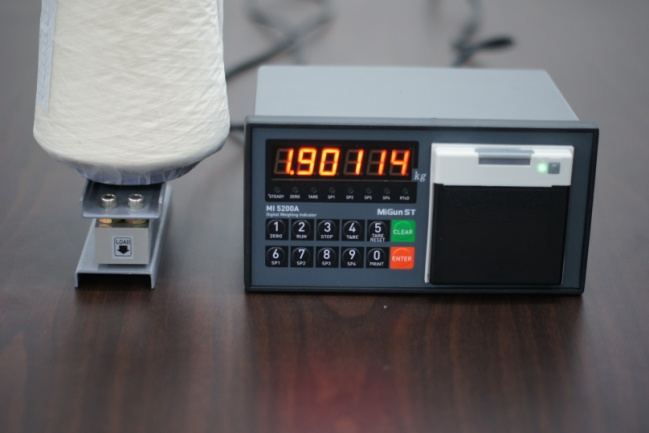 1.90114
kg
STEADY ZERO TARE SP1 SP2 SP3 SP4 RTxD
MI 5200A
Digital Weighing Indicator
MiGun ST
1 2 3 4 5 CLEAR
ZERO RUN STOP TARE TARE RESET
6 7 8 9 0 ENTER
SP1 SP2 SP3 SP4 PRINT
LOAD